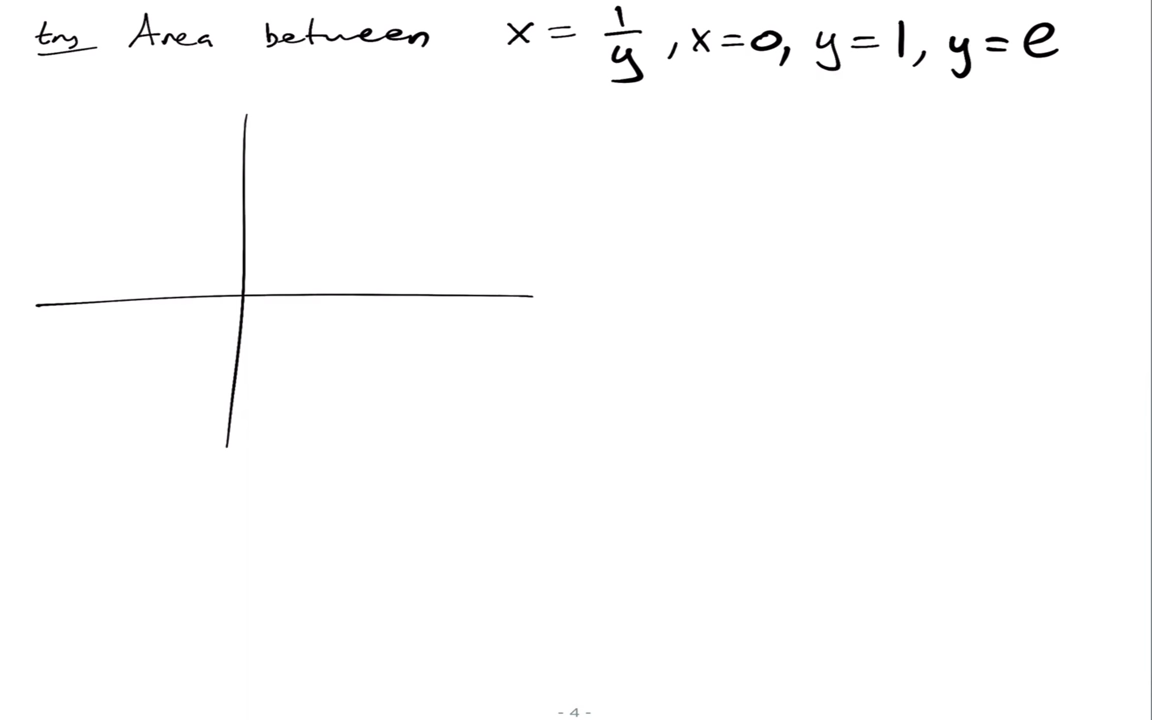 try Area between x = 1/y , x = 0, y = 1, y = e
- 4 -